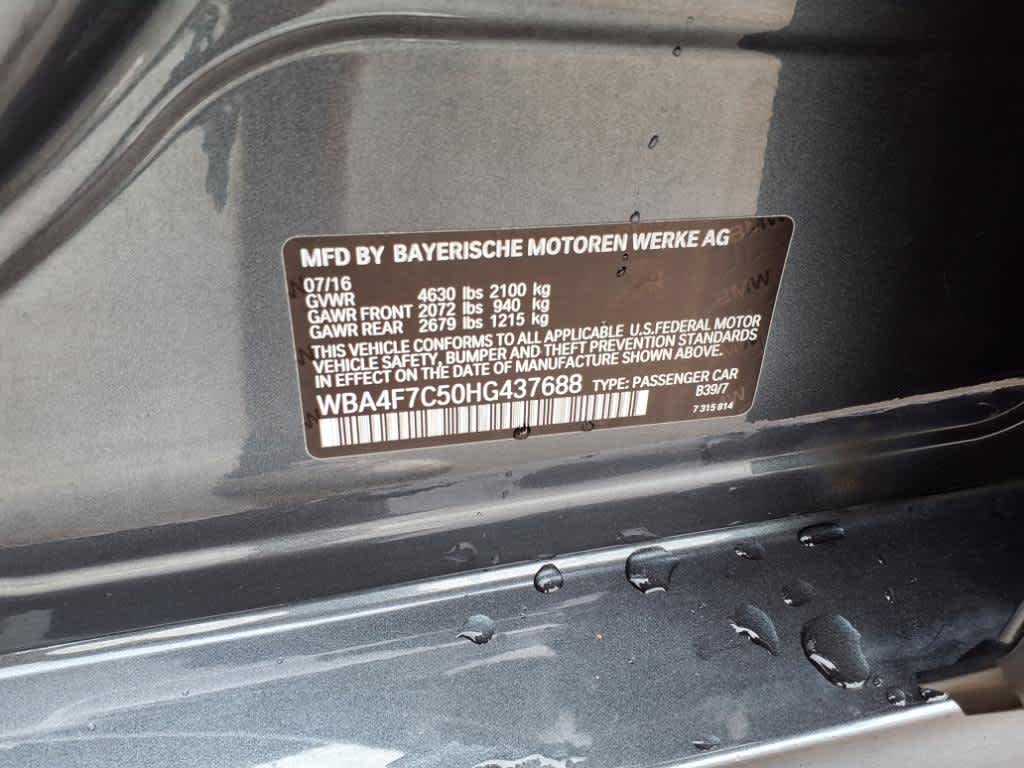 MFD BY BAYERISCHE MOTOREN WERKE AG
07/16
GVWR 4630 lbs 2100 kg
GAWR FRONT 2072 lbs 940 kg
GAWR REAR 2679 lbs 1215 kg
THIS VEHICLE CONFORMS TO ALL APPLICABLE U.S.FEDERAL MOTOR
VEHICLE SAFETY, BUMPER AND THEFT PREVENTION STANDARDS
IN EFFECT ON THE DATE OF MANUFACTURE SHOWN ABOVE.
WBA4F7C50HG437688 TYPE: PASSENGER CAR
B39/7
7 315 814